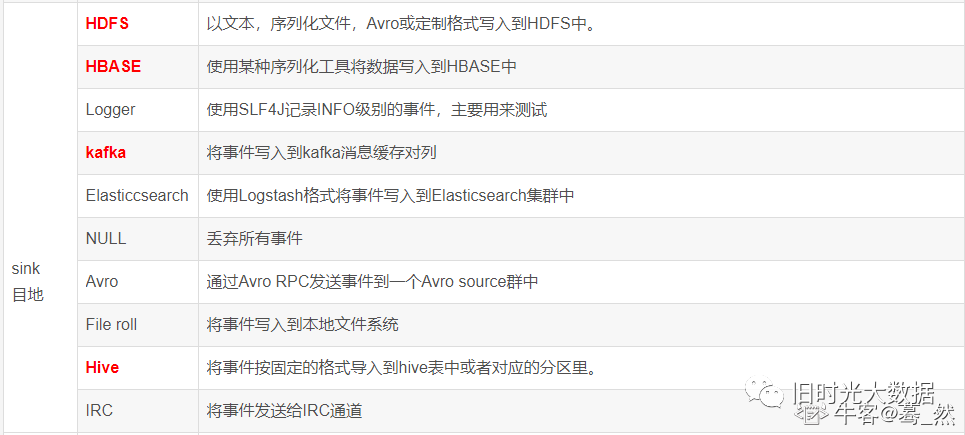 HDFS 以文本，序列化文件，Avro或定制格式写入到HDFS中。
HBASE 使用某种序列化工具将数据写入到HBASE中
Logger 使用SLF4J记录INFO级别的事件，主要用来测试
kafka 将事件写入到kafka消息缓存对列
Elasticcsearch 使用Logstash格式将事件写入到Elasticsearch集群中
NULL 丢弃所有事件
sink
目地
Avro 通过Avro RPC发送事件到一个Avro source群中
File roll 将事件写入到本地文件系统
Hive 将事件按固定的格式导入到hive表中或者对应的分区里。
IRC 将事件发送给IRC通道
旧时光大数据
牛客@蓦_然